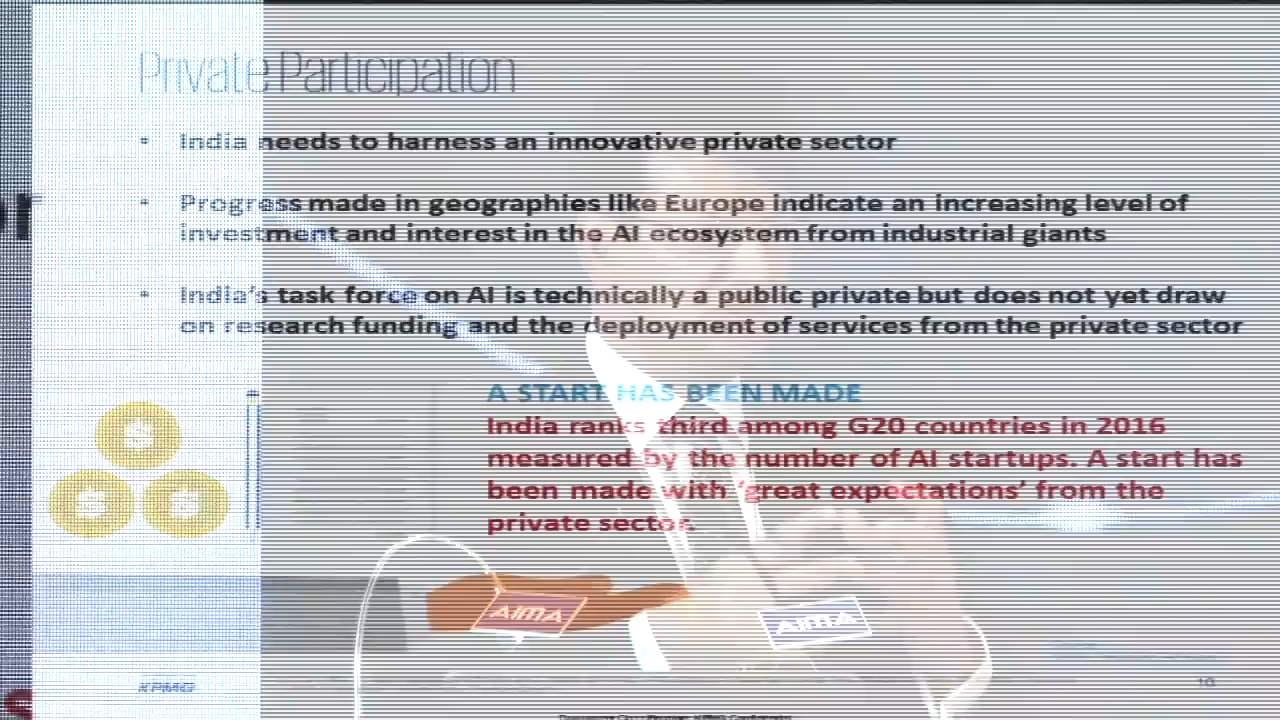 Private Participation
• India needs to harness an innovative private sector
• Progress made in geographies like Europe indicate an increasing level of
investment and interest in the AI ecosystem from industrial giants
• India's task force on AI is technically a public private but does not yet draw
on research funding and the deployment of services from the private sector
A START HAS BEEN MADE
India ranks third among G20 countries in 2016
measured by the number of AI startups. A start has
been made with 'great expectations' from the
private sector.
AIMA
AIMA
KPMG
10